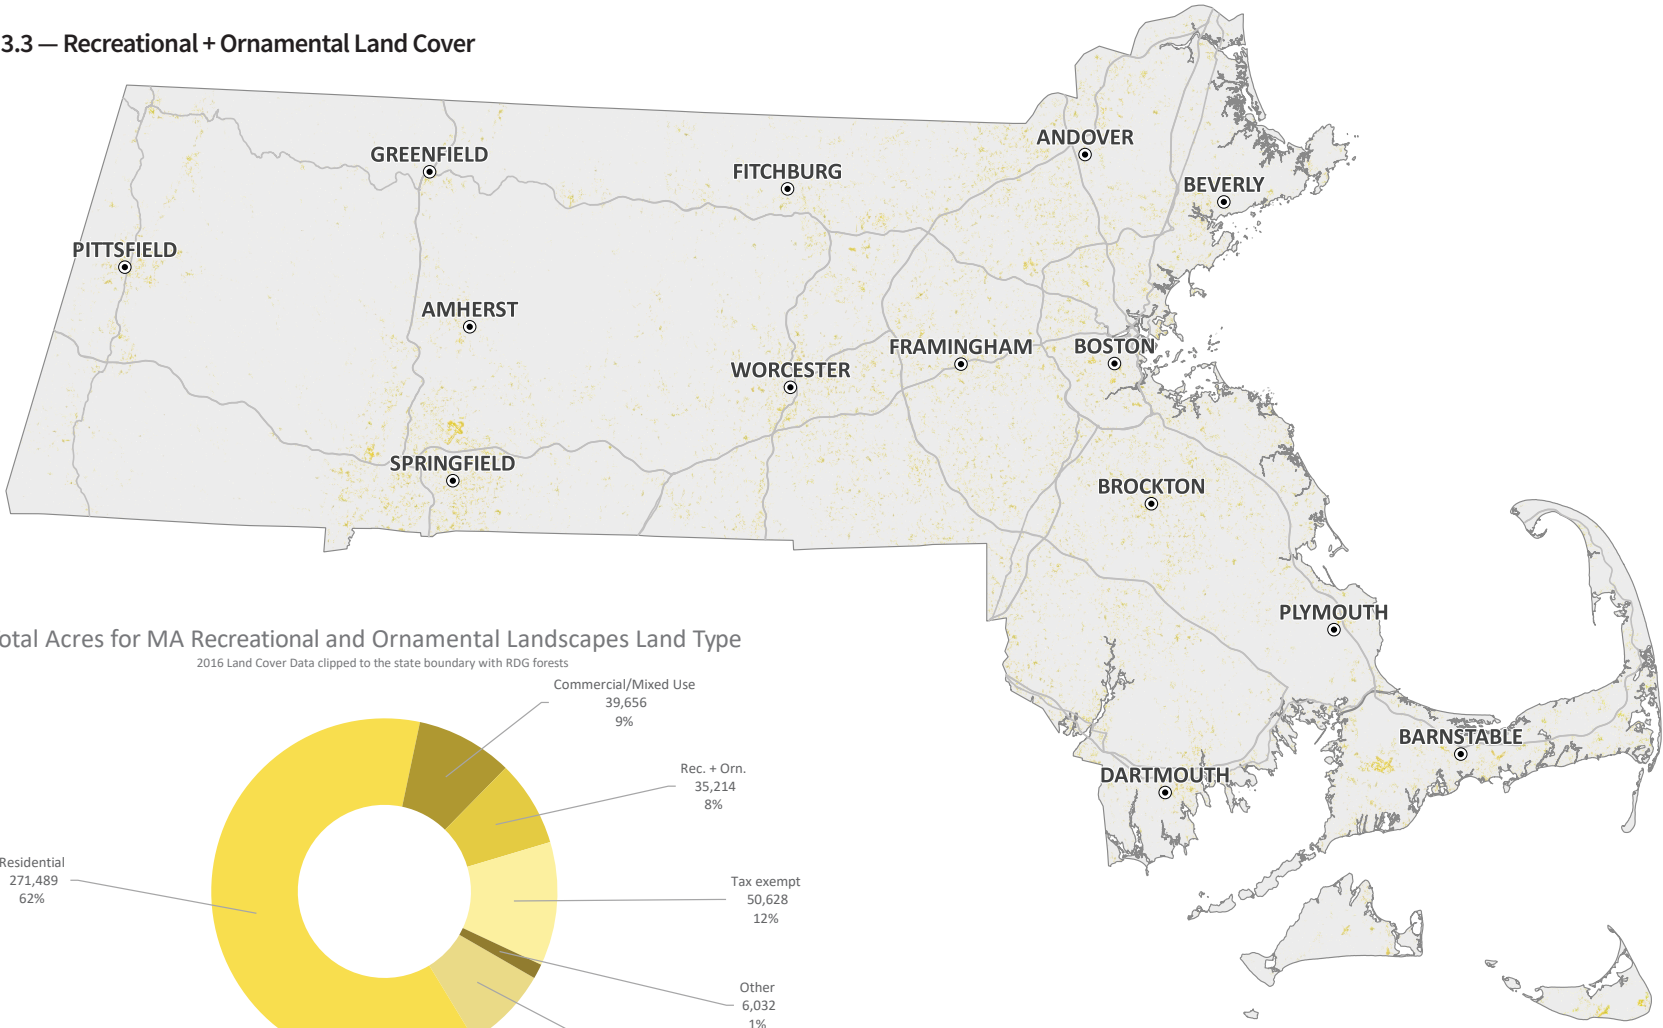 3.3 — Recreational + Ornamental Land Cover
ANDOVER
GREENFIELD
FITCHBURG
BEVERLY
PITTSFIELD
AMHERST
FRAMINGHAM
BOSTON
WORCESTER
SPRINGFIELD
BROCKTON
PLYMOUTH
BARNSTABLE
DARTMOUTH
otal Acres for MA Recreational and Ornamental Landscapes Land Type
2016 Land Cover Data clipped to the state boundary with RDG forests
Commercial/Mixed Use
39,656
9%
Rec. + Orn.
35,214
8%
Residential
271,489
62%
Tax exempt
50,628
12%
Other
6,032
1%